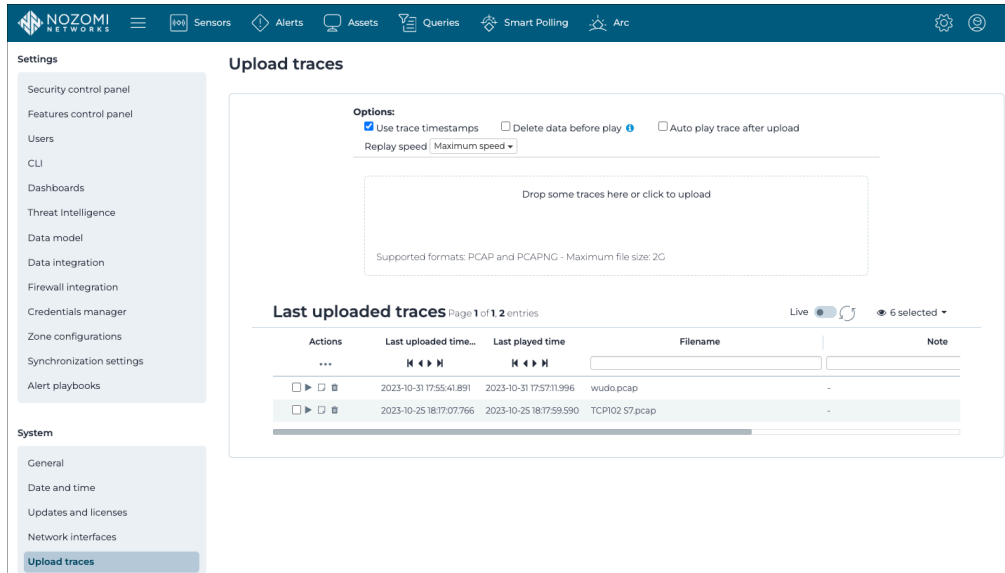 NOZOMI NETWORKS
Sensors Alerts Assets Queries Smart Polling Arc
Settings
Security control panel
Features control panel
Users
CLI
Dashboards
Threat Intelligence
Data model
Data integration
Firewall integration
Credentials manager
Zone configurations
Synchronization settings
Alert playbooks
System
General
Date and time
Updates and licenses
Network interfaces
Upload traces
Upload traces
Options:
Use trace timestamps Delete data before play Auto play trace after upload
Replay speed Maximum speed
Drop some traces here or click to upload
Supported formats: PCAP and PCAPNG - Maximum file size: 2G
Last uploaded traces Page 1 of 1, 2 entries Live 6 selected
Actions Last uploaded time... Last played time Filename Note
2023-10-31 17:55:41.891 2023-10-31 17:57:11.996 wudo.pcap -
2023-10-25 18:17:07.766 2023-10-25 18:17:59.590 TCP102 S7.pcap -